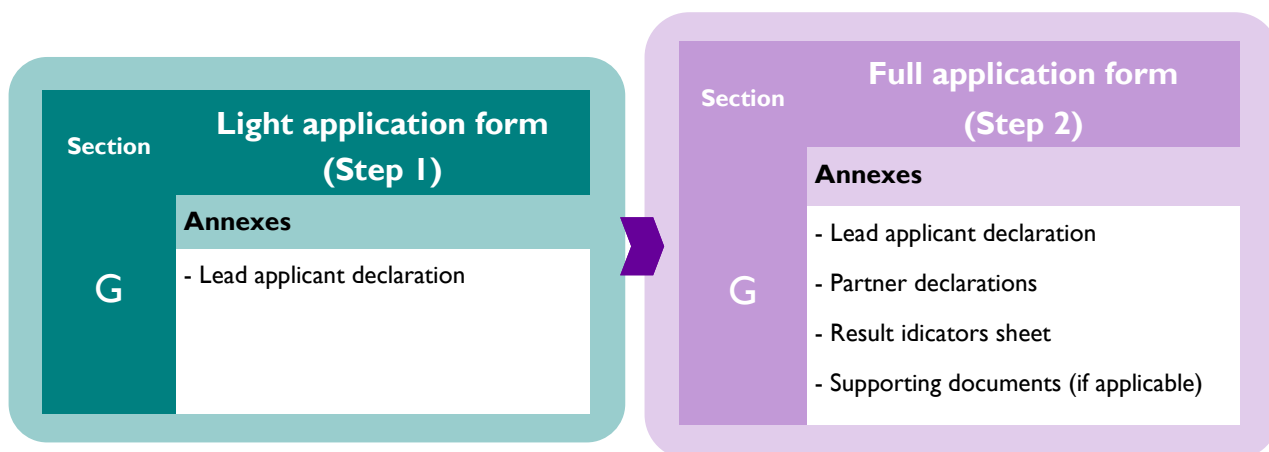 Section
Light application form
(Step 1)
Annexes
G
- Lead applicant declaration
Section
Full application form
(Step 2)
Annexes
- Lead applicant declaration
- Partner declarations
G
- Result idicators sheet
- Supporting documents (if applicable)